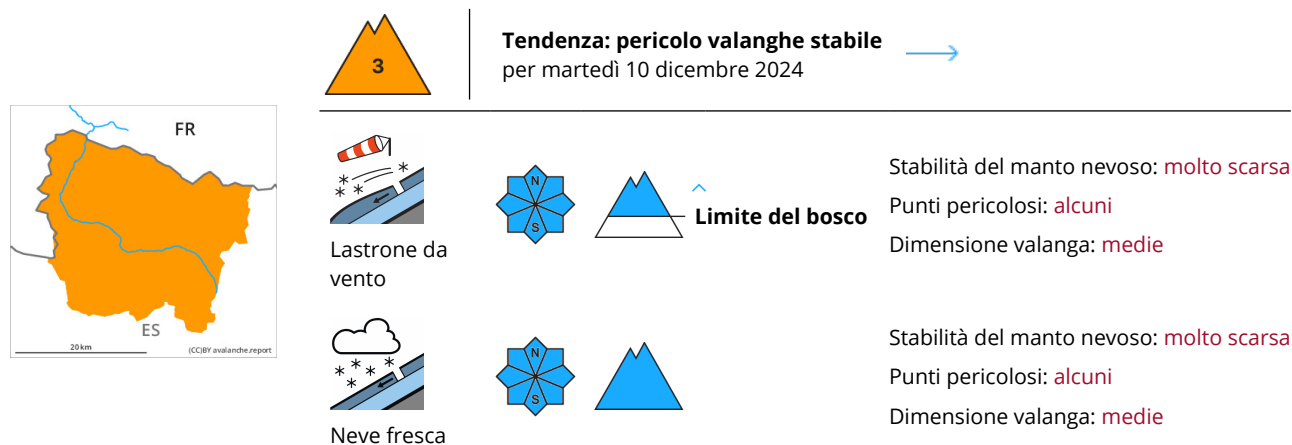 3
Tendenza: pericolo valanghe stabile
per martedì 10 dicembre 2024
FR
ES
20 km
(CC)BY avalanche.report
Lastrone da
vento
N
S
Limite del bosco
Stabilità del manto nevoso: molto scarsa
Punti pericolosi: alcuni
Dimensione valanga: medie
Neve fresca
N
S
Stabilità del manto nevoso: molto scarsa
Punti pericolosi: alcuni
Dimensione valanga: medie